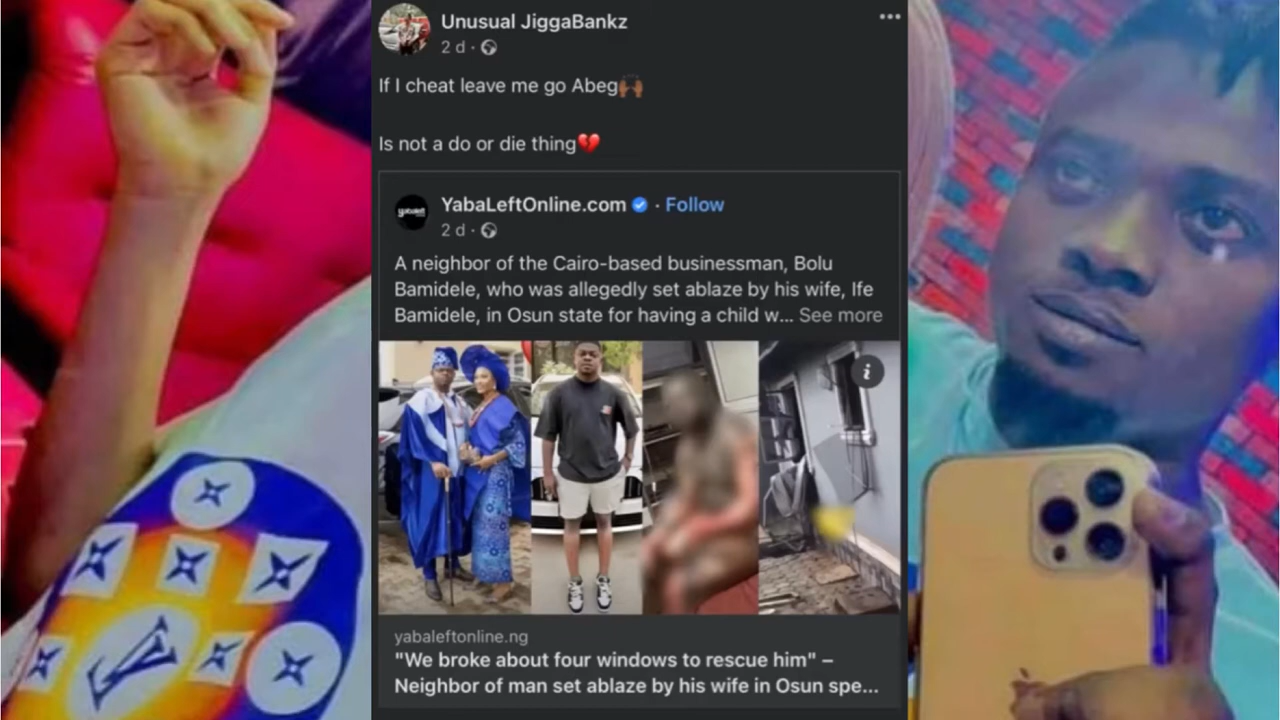 Unusual JiggaBankz
2 d ·
If I cheat leave me go Abeg🙌🏾
Is not a do or die thing💔
YabaLeftOnline.com · Follow
2 d ·
A neighbor of the Cairo-based businessman, Bolu
Bamidele, who was allegedly set ablaze by his wife, Ife
Bamidele, in Osun state for having a child w... See more
yabaleftonline.ng
"We broke about four windows to rescue him" –
Neighbor of man set ablaze by his wife in Osun spe...